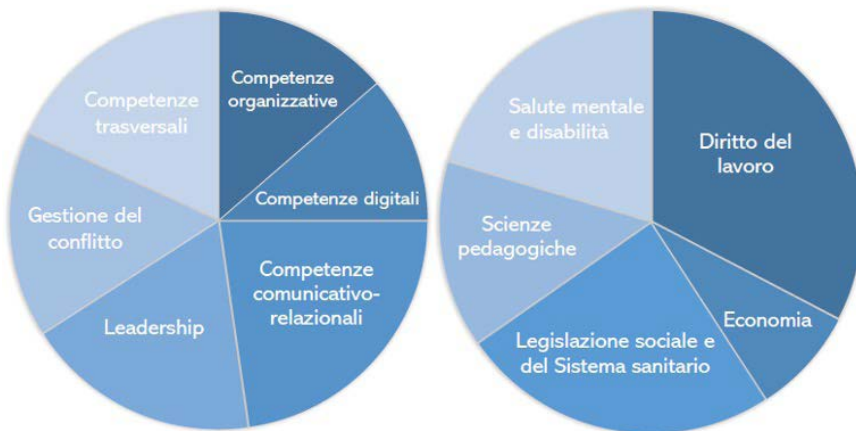 Competenze
organizzative
Competenze
trasversali
Competenze digitali
Gestione del
conflitto
Competenze
comunicativo-
relazionali
Leadership
Salute mentale
e disabilità
Diritto del
lavoro
Scienze
pedagogiche
Economia
Legislazione sociale e
del Sistema sanitario